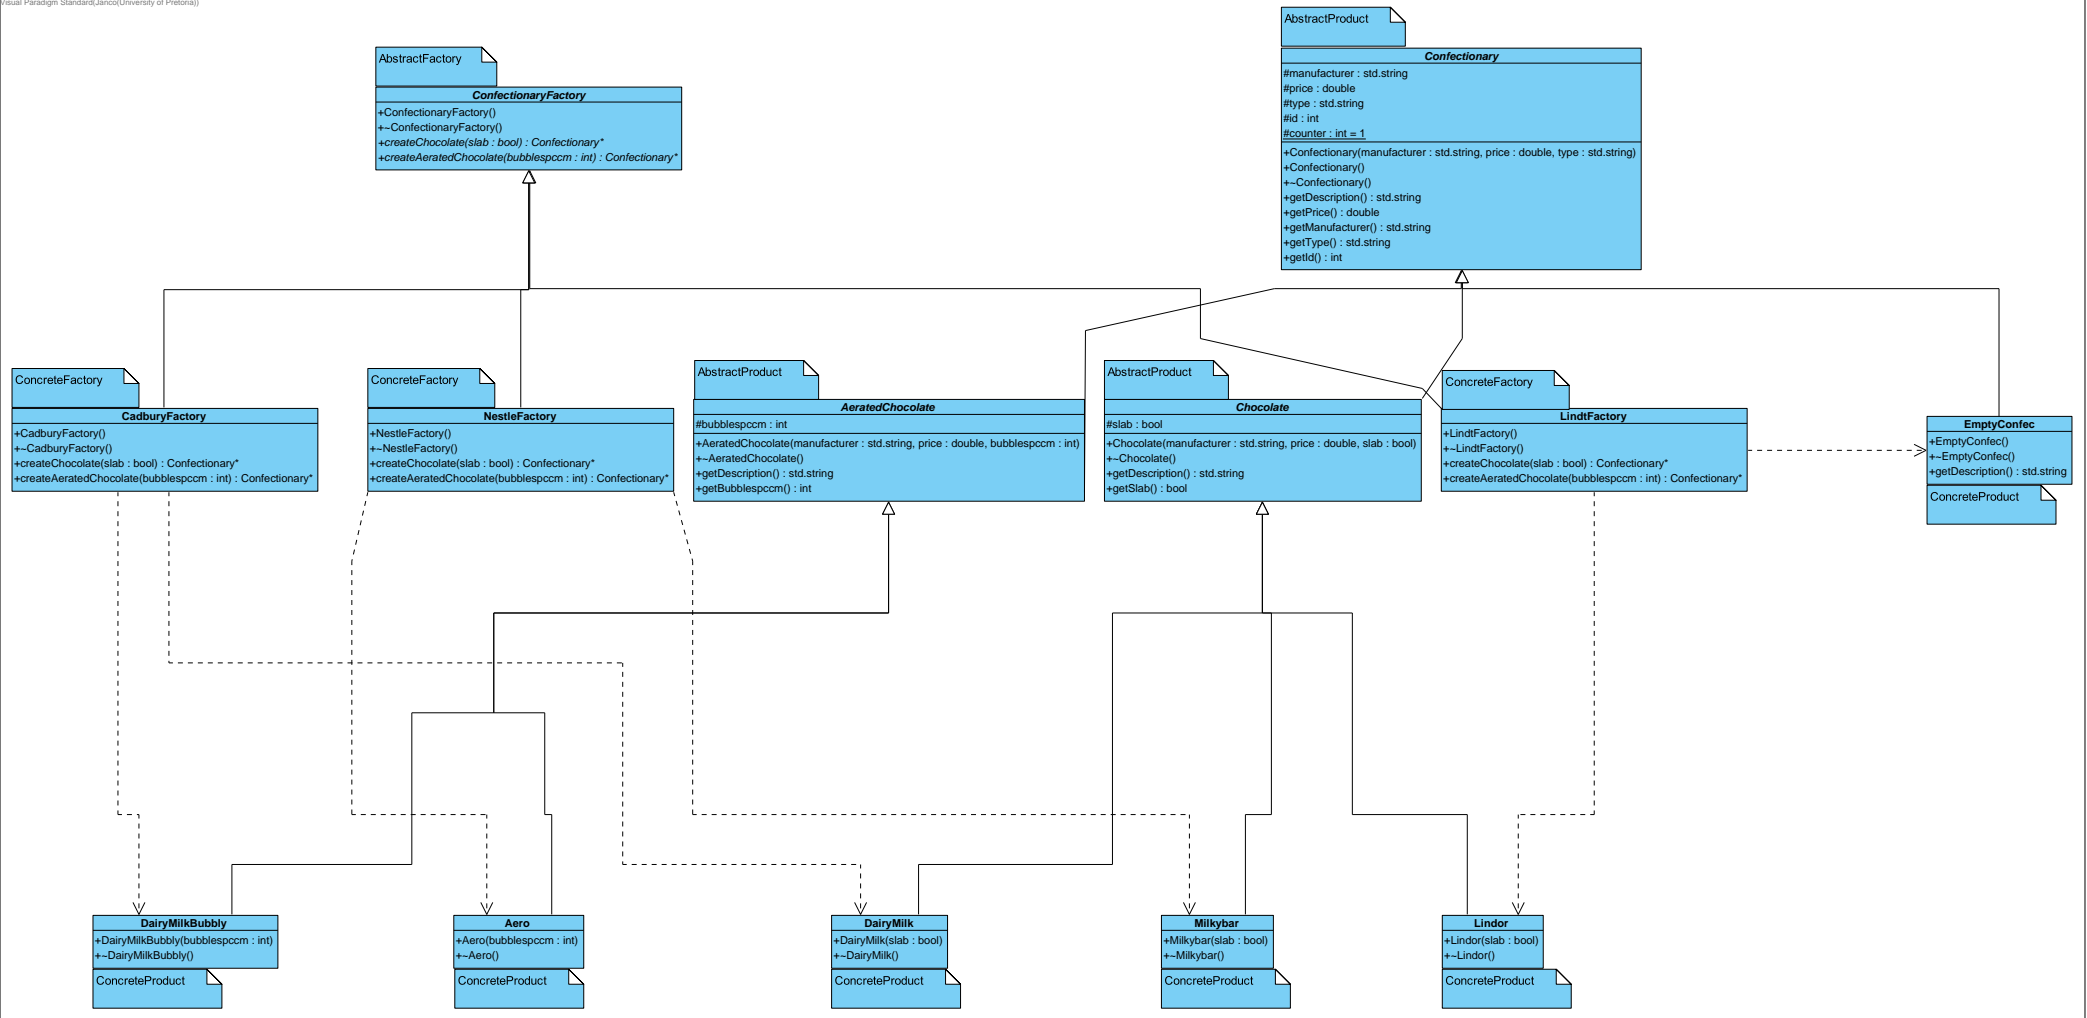 Visual Paradigm Standard(Janco(University of Pretoria))
AbstractProduct
Confectionary
#manufacturer : std.string
#price : double
#type : std.string
#id : int
#counter : int = 1
+Confectionary(manufacturer : std.string, price : double, type : std.string)
+Confectionary()
+~Confectionary()
+getDescription() : std.string
+getPrice() : double
+getManufacturer() : std.string
+getType() : std.string
+getId() : int
AbstractFactory
ConfectionaryFactory
+ConfectionaryFactory()
+~ConfectionaryFactory()
+createChocolate(slab : bool) : Confectionary*
+createAeratedChocolate(bubblespccm : int) : Confectionary*
ConcreteFactory
CadburyFactory
+CadburyFactory()
+~CadburyFactory()
+createChocolate(slab : bool) : Confectionary*
+createAeratedChocolate(bubblespccm : int) : Confectionary*
ConcreteFactory
NestleFactory
+NestleFactory()
+~NestleFactory()
+createChocolate(slab : bool) : Confectionary*
+createAeratedChocolate(bubblespccm : int) : Confectionary*
AbstractProduct
AeratedChocolate
#bubblespccm : int
+AeratedChocolate(manufacturer : std.string, price : double, bubblespccm : int)
+~AeratedChocolate()
+getDescription() : std.string
+getBubblespccm() : int
AbstractProduct
Chocolate
#slab : bool
+Chocolate(manufacturer : std.string, price : double, slab : bool)
+~Chocolate()
+getDescription() : std.string
+getSlab() : bool
ConcreteFactory
LindtFactory
+LindtFactory()
+~LindtFactory()
+createChocolate(slab : bool) : Confectionary*
+createAeratedChocolate(bubblespccm : int) : Confectionary*
EmptyConfec
+EmptyConfec()
+~EmptyConfec()
+getDescription() : std.string
ConcreteProduct
DairyMilkBubbly
+DairyMilkBubbly(bubblespccm : int)
+~DairyMilkBubbly()
ConcreteProduct
Aero
+Aero(bubblespccm : int)
+~Aero()
ConcreteProduct
DairyMilk
+DairyMilk(slab : bool)
+~DairyMilk()
ConcreteProduct
Milkybar
+Milkybar(slab : bool)
+~Milkybar()
ConcreteProduct
Lindor
+Lindor(slab : bool)
+~Lindor()
ConcreteProduct